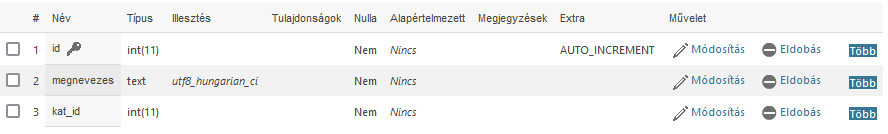 # Név Típus Illesztés Tulajdonságok Nulla Alapértelmezett Megjegyzések Extra Művelet
1 id int(11) Nem Nincs AUTO_INCREMENT Módosítás Eldobás Több
2 megnevezes text utf8_hungarian_ci Nem Nincs Módosítás Eldobás Több
3 kat_id int(11) Nem Nincs Módosítás Eldobás Több